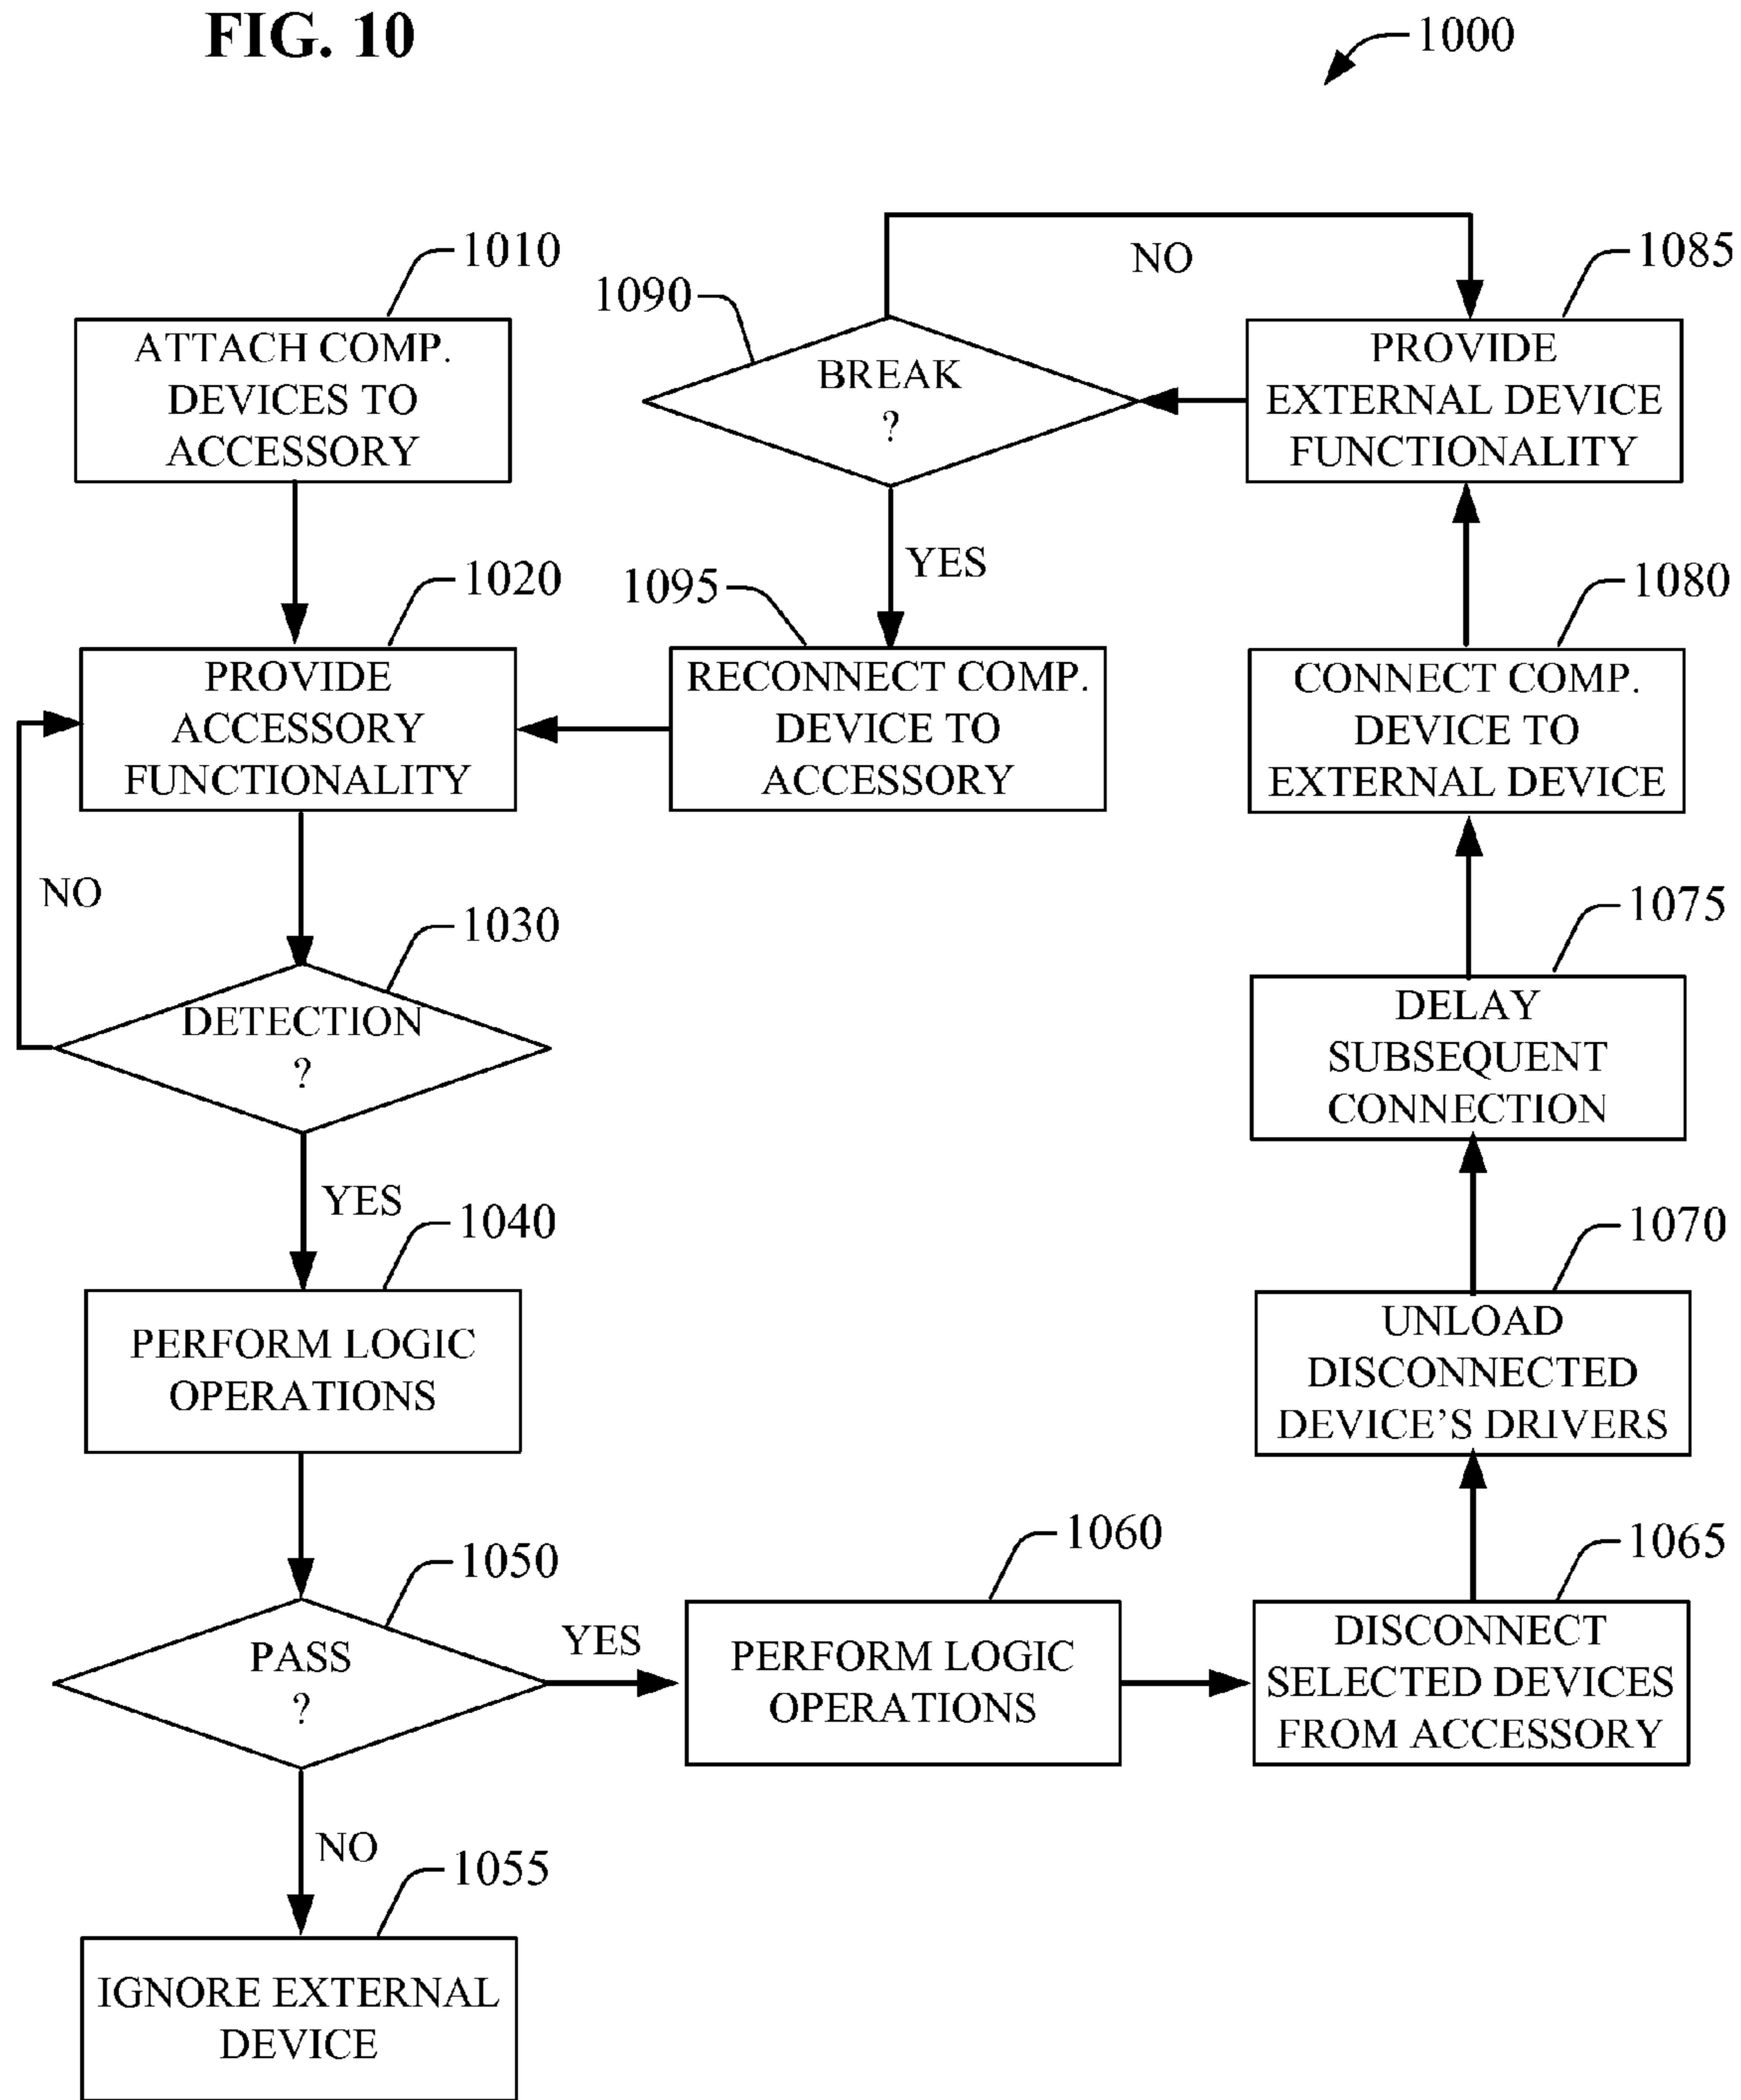 FIG. 10
1000
1010
ATTACH COMP.
DEVICES TO
ACCESSORY
1020
PROVIDE
ACCESSORY
FUNCTIONALITY
NO
1030
DETECTION
?
YES
1040
PERFORM LOGIC
OPERATIONS
1050
PASS
?
NO
1055
IGNORE EXTERNAL
DEVICE
YES
1060
PERFORM LOGIC
OPERATIONS
1065
DISCONNECT
SELECTED DEVICES
FROM ACCESSORY
1070
UNLOAD
DISCONNECTED
DEVICE'S DRIVERS
1075
DELAY
SUBSEQUENT
CONNECTION
1080
CONNECT COMP.
DEVICE TO
EXTERNAL DEVICE
1085
PROVIDE
EXTERNAL DEVICE
FUNCTIONALITY
1090
BREAK
?
NO
YES
1095
RECONNECT COMP.
DEVICE TO
ACCESSORY